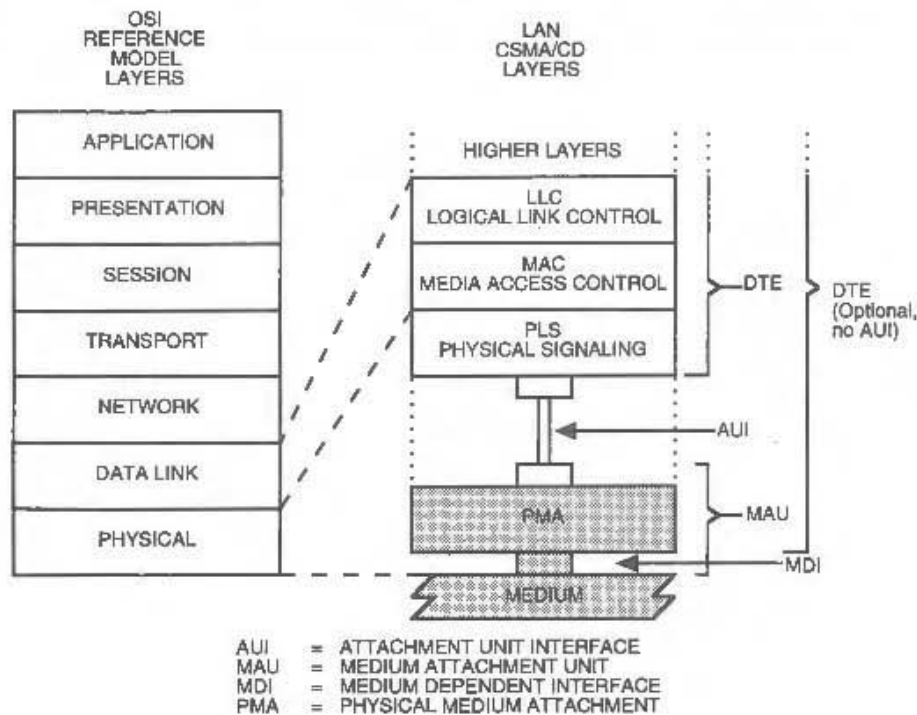 OSI
REFERENCE
MODEL
LAYERS
APPLICATION
PRESENTATION
SESSION
TRANSPORT
NETWORK
DATA LINK
PHYSICAL
LAN
CSMA/CD
LAYERS
HIGHER LAYERS
LLC
LOGICAL LINK CONTROL
MAC
MEDIA ACCESS CONTROL
PLS
PHYSICAL SIGNALING
DTE
DTE
(Optional,
no AUI)
AUI
PMA
MAU
MDI
MEDIUM
AUI = ATTACHMENT UNIT INTERFACE
MAU = MEDIUM ATTACHMENT UNIT
MDI = MEDIUM DEPENDENT INTERFACE
PMA = PHYSICAL MEDIUM ATTACHMENT